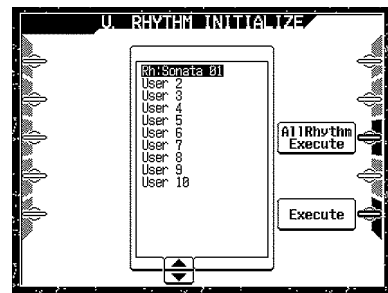 U. RHYTHM INITIALIZE
Rh:Sonata 01
User 2
User 3
User 4
User 5
User 6
User 7
User 8
User 9
User 10
AllRhythm
Execute
Execute